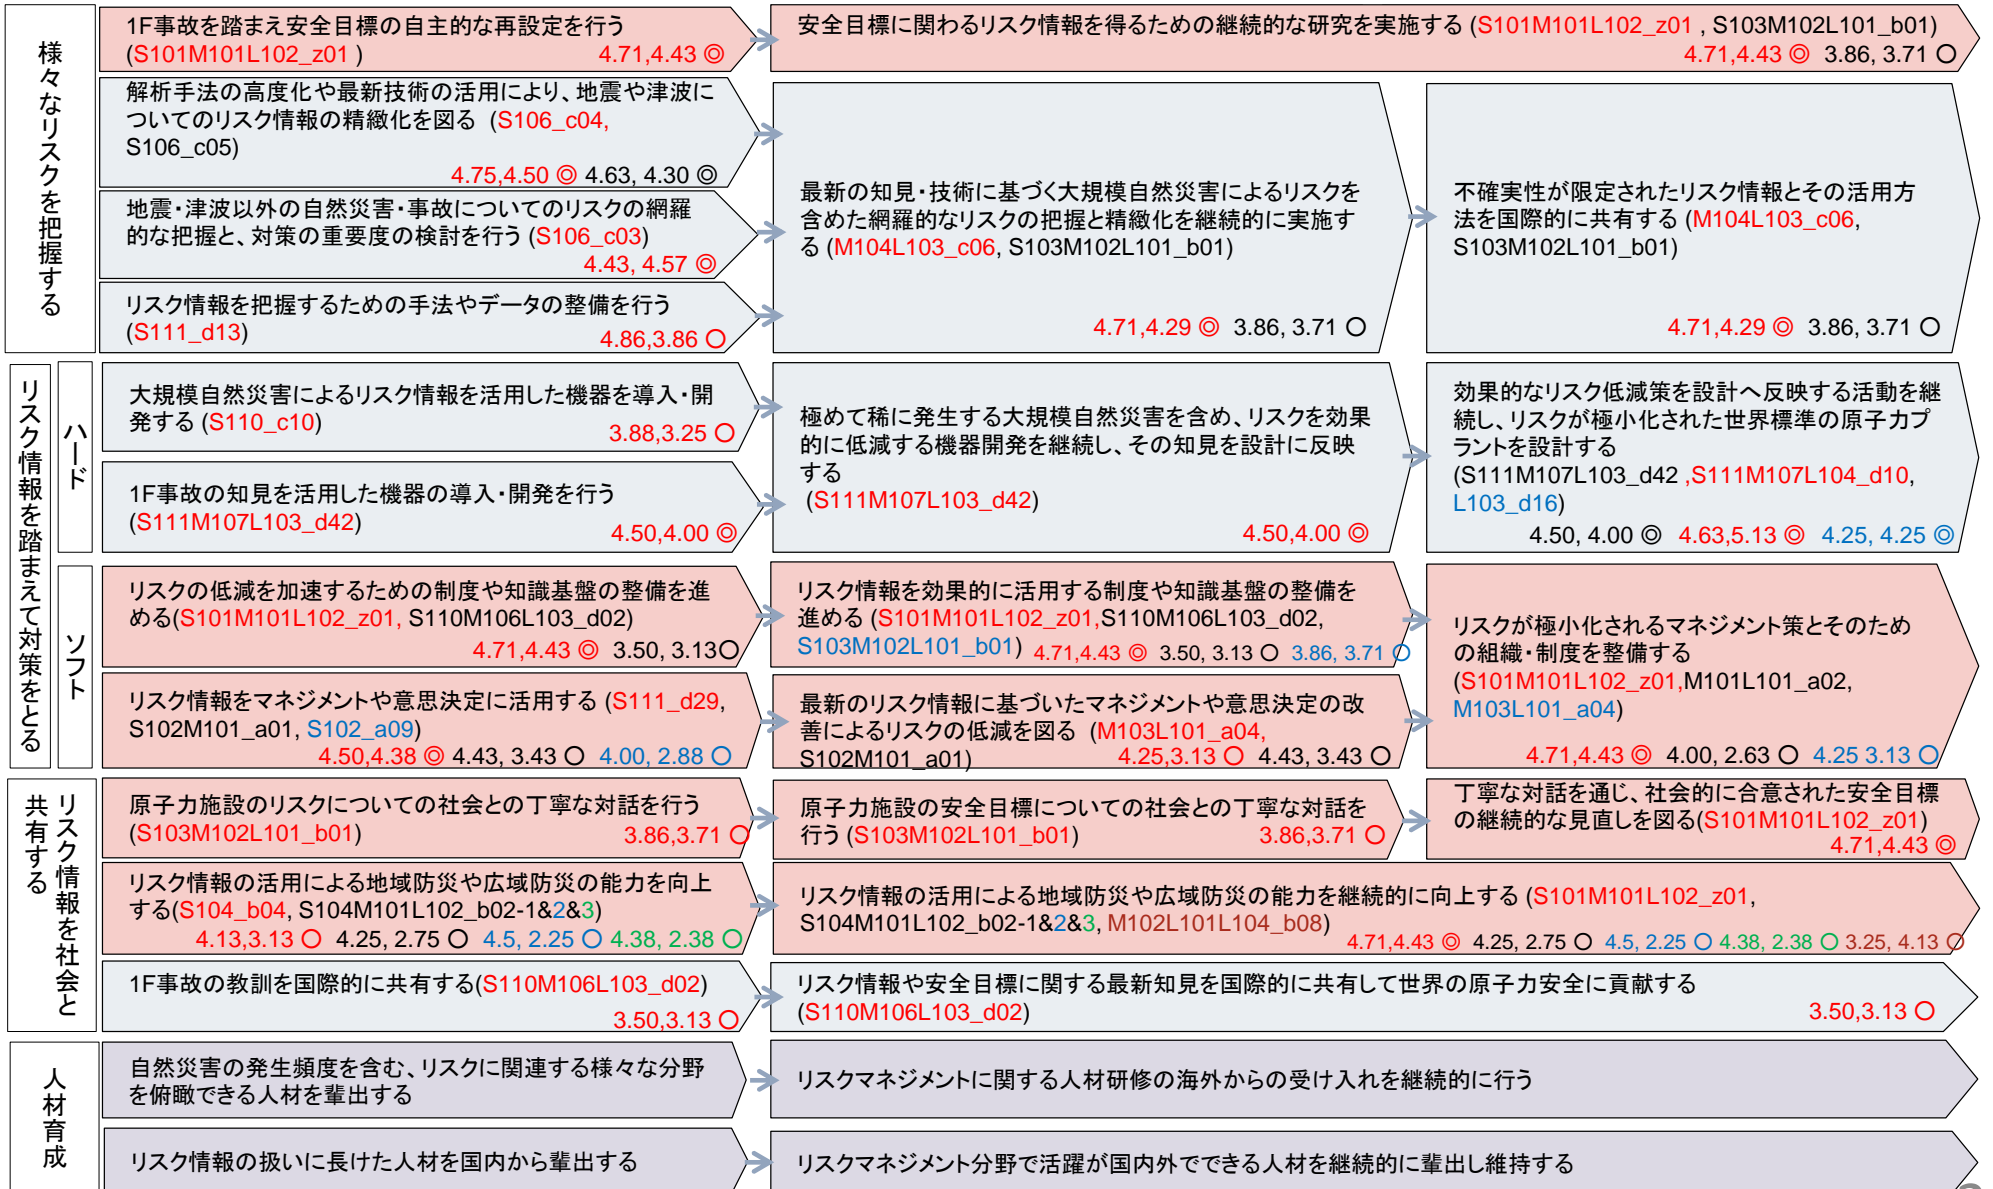 様々なリスクを把握する
1F事故を踏まえ安全目標の自主的な再設定を行う
(S101M101L102_z01 )
4.71,4.43 ◎
安全目標に関わるリスク情報を得るための継続的な研究を実施する (S101M101L102_z01 , S103M102L101_b01)
4.71,4.43 ◎ 3.86, 3.71 ○
解析手法の高度化や最新技術の活用により、地震や津波に
ついてのリスク情報の精緻化を図る (S106_c04,
S106_c05)
4.75,4.50 ◎ 4.63, 4.30 ◎
地震・津波以外の自然災害・事故についてのリスクの網羅
的な把握と、対策の重要度の検討を行う (S106_c03)
4.43, 4.57 ◎
リスク情報を把握するための手法やデータの整備を行う
(S111_d13)
4.86,3.86 ○
最新の知見・技術に基づく大規模自然災害によるリスクを
含めた網羅的なリスクの把握と精緻化を継続的に実施す
る (M104L103_c06, S103M102L101_b01)
4.71,4.29 ◎ 3.86, 3.71 ○
不確実性が限定されたリスク情報とその活用方
法を国際的に共有する (M104L103_c06,
S103M102L101_b01)
4.71,4.29 ◎ 3.86, 3.71 ○
リスク情報を踏まえて対策をとる
ハード
大規模自然災害によるリスク情報を活用した機器を導入・開
発する (S110_c10)
3.88,3.25 ○
1F事故の知見を活用した機器の導入・開発を行う
(S111M107L103_d42)
4.50,4.00 ◎
極めて稀に発生する大規模自然災害を含め、リスクを効果
的に低減する機器開発を継続し、その知見を設計に反映
する
(S111M107L103_d42)
4.50,4.00 ◎
効果的なリスク低減策を設計へ反映する活動を継
続し、リスクが極小化された世界標準の原子力プ
ラントを設計する
(S111M107L103_d42 ,S111M107L104_d10,
L103_d16)
4.50, 4.00 ◎ 4.63,5.13 ◎ 4.25, 4.25 ◎
ソフト
リスクの低減を加速するための制度や知識基盤の整備を進
める(S101M101L102_z01, S110M106L103_d02)
4.71,4.43 ◎ 3.50, 3.13○
リスク情報を効果的に活用する制度や知識基盤の整備を
進める (S101M101L102_z01,S110M106L103_d02,
S103M102L101_b01) 4.71,4.43 ◎ 3.50, 3.13 ○ 3.86, 3.71 ○
リスク情報をマネジメントや意思決定に活用する (S111_d29,
S102M101_a01, S102_a09)
4.50,4.38 ◎ 4.43, 3.43 ○ 4.00, 2.88 ○
最新のリスク情報に基づいたマネジメントや意思決定の改
善によるリスクの低減を図る (M103L101_a04,
S102M101_a01) 4.25,3.13 ○ 4.43, 3.43 ○
リスクが極小化されるマネジメント策とそのため
の組織・制度を整備する
(S101M101L102_z01,M101L101_a02,
M103L101_a04)
4.71,4.43 ◎ 4.00, 2.63 ○ 4.25 3.13 ○
リスク情報を社会と
共有する
原子力施設のリスクについての社会との丁寧な対話を行う
(S103M102L101_b01) 3.86,3.71 ○
原子力施設の安全目標についての社会との丁寧な対話を
行う (S103M102L101_b01) 3.86,3.71 ○
丁寧な対話を通じ、社会的に合意された安全目標
の継続的な見直しを図る(S101M101L102_z01)
4.71,4.43 ◎
リスク情報の活用による地域防災や広域防災の能力を向上
する(S104_b04, S104M101L102_b02-1&2&3)
4.13,3.13 ○ 4.25, 2.75 ○ 4.5, 2.25 ○ 4.38, 2.38 ○
リスク情報の活用による地域防災や広域防災の能力を継続的に向上する (S101M101L102_z01,
S104M101L102_b02-1&2&3, M102L101L104_b08)
4.71,4.43 ◎ 4.25, 2.75 ○ 4.5, 2.25 ○ 4.38, 2.38 ○ 3.25, 4.13 ○
1F事故の教訓を国際的に共有する(S110M106L103_d02)
3.50,3.13 ○
リスク情報や安全目標に関する最新知見を国際的に共有して世界の原子力安全に貢献する
(S110M106L103_d02) 3.50,3.13 ○
人材育成
自然災害の発生頻度を含む、リスクに関連する様々な分野
を俯瞰できる人材を輩出する
リスクマネジメントに関する人材研修の海外からの受け入れを継続的に行う
リスク情報の扱いに長けた人材を国内から輩出する
リスクマネジメント分野で活躍が国内外でできる人材を継続的に輩出し維持する